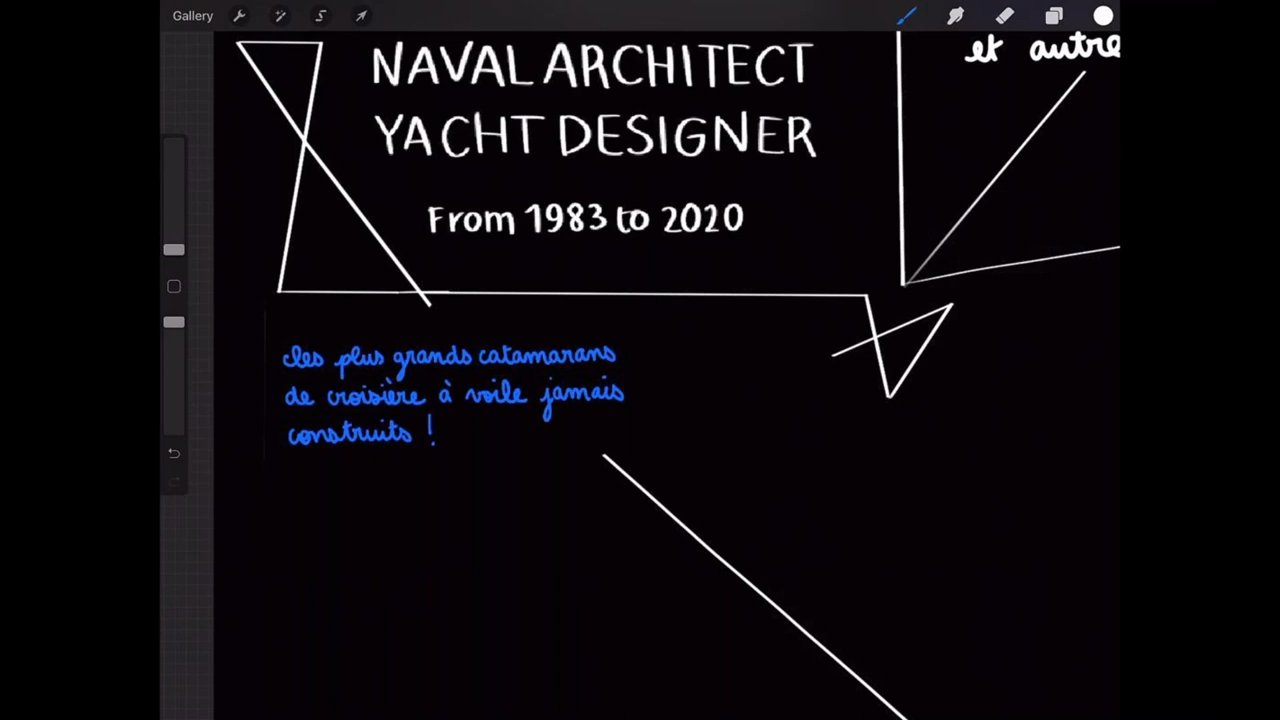 Gallery
et autre
NAVAL ARCHITECT
YACHT DESIGNER
From 1983 to 2020
les plus grands catamarans
de croisière à voile jamais
construits !